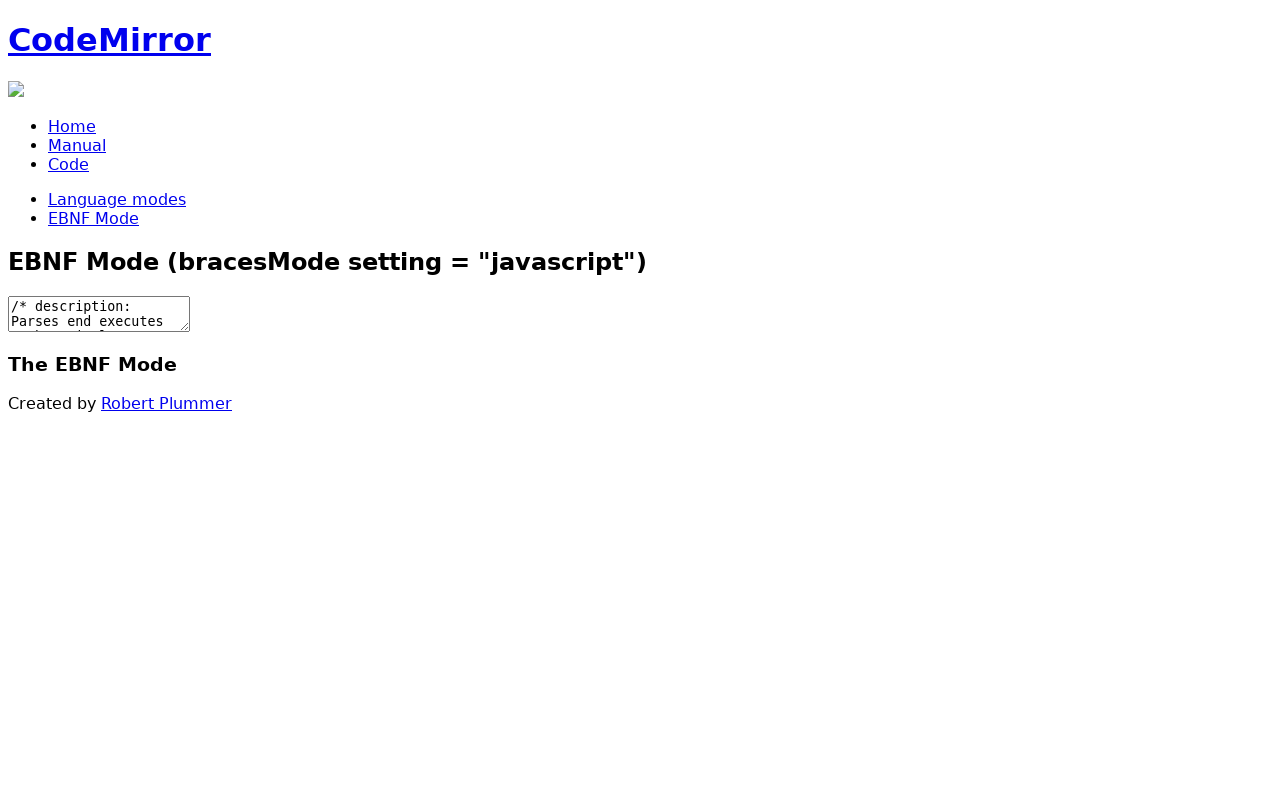 CodeMirror
Home
Manual
Code
Language modes
EBNF Mode
EBNF Mode (bracesMode setting = "javascript")
/* description:
Parses end executes
The EBNF Mode
Created by Robert Plummer